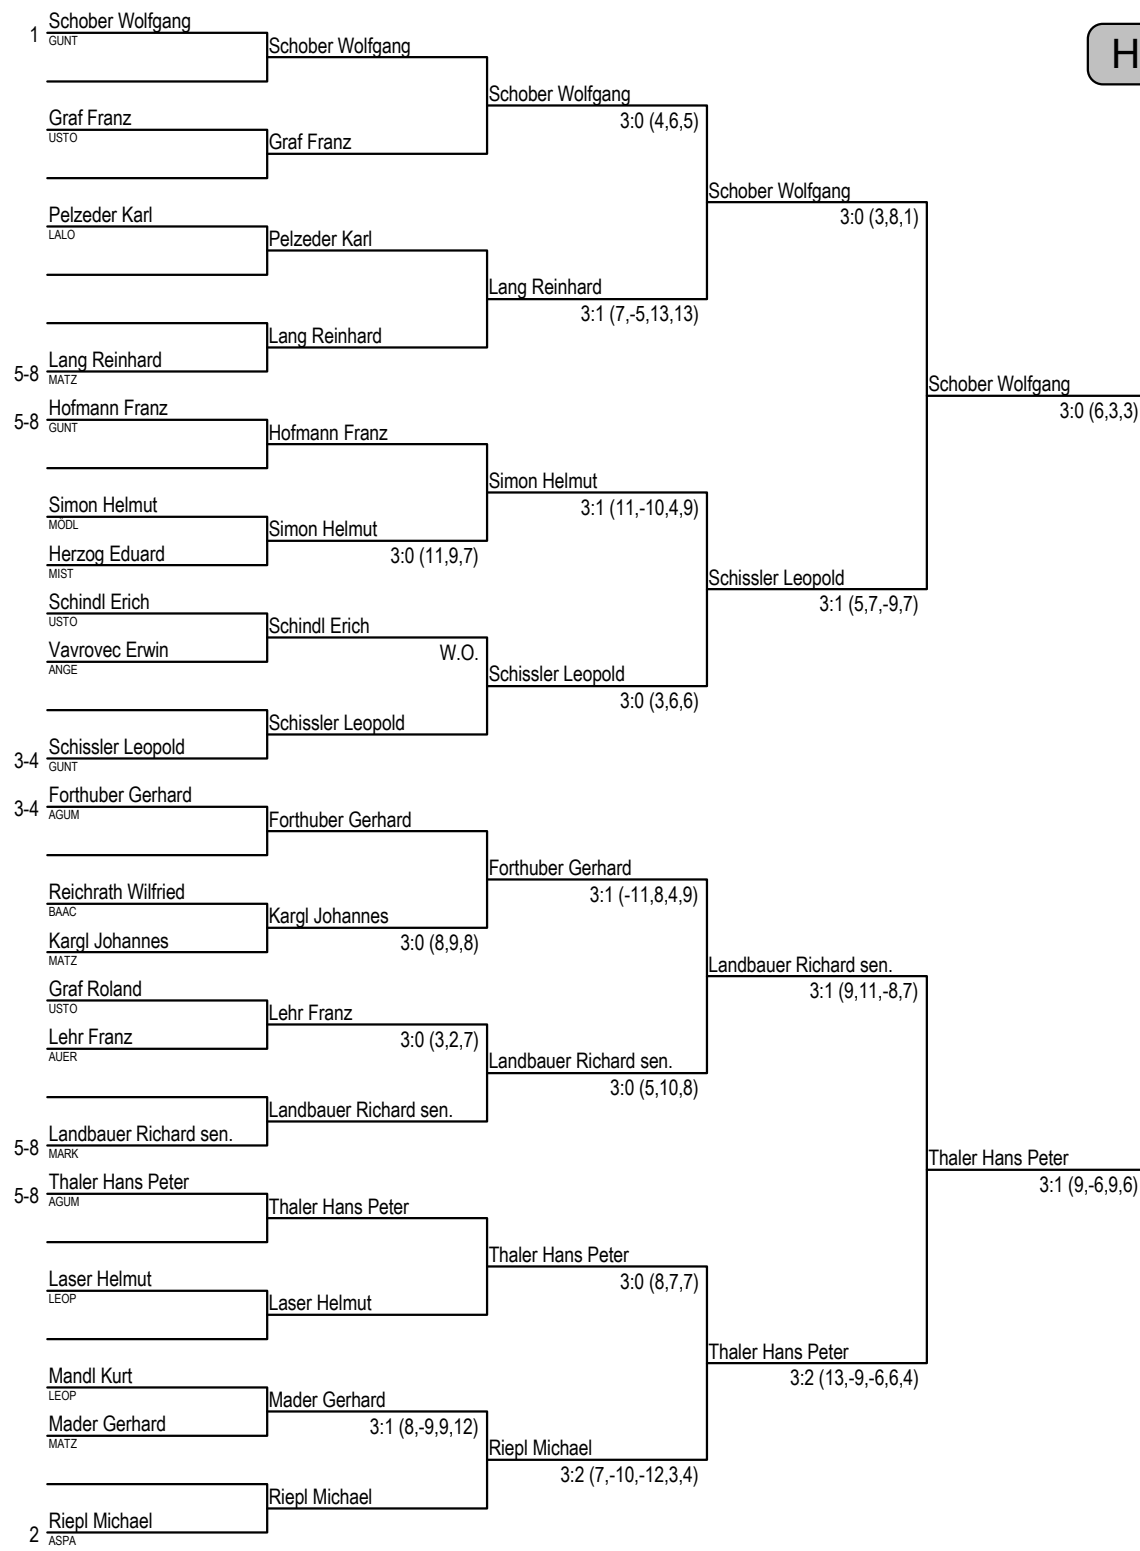 H
1 Schober Wolfgang
GUNT
Schober Wolfgang
Schober Wolfgang
3:0 (4,6,5)
Graf Franz
USTO
Graf Franz
Schober Wolfgang
3:0 (3,8,1)
Pelzeder Karl
LALO
Pelzeder Karl
Lang Reinhard
3:1 (7,-5,13,13)
Lang Reinhard
5-8 Lang Reinhard
MATZ
Schober Wolfgang
3:0 (6,3,3)
5-8 Hofmann Franz
GUNT
Hofmann Franz
Simon Helmut
3:1 (11,-10,4,9)
Simon Helmut
MÖDL
Simon Helmut
3:0 (11,9,7)
Herzog Eduard
MIST
Schissler Leopold
3:1 (5,7,-9,7)
Schindl Erich
USTO
Schindl Erich
W.O.
Vavrovec Erwin
ANGE
Schissler Leopold
3:0 (3,6,6)
Schissler Leopold
3-4 Schissler Leopold
GUNT
3-4 Forthuber Gerhard
AGUM
Forthuber Gerhard
Forthuber Gerhard
3:1 (-11,8,4,9)
Reichrath Wilfried
BAAC
Kargl Johannes
3:0 (8,9,8)
Kargl Johannes
MATZ
Landbauer Richard sen.
3:1 (9,11,-8,7)
Graf Roland
USTO
Lehr Franz
3:0 (3,2,7)
Lehr Franz
AUER
Landbauer Richard sen.
3:0 (5,10,8)
Landbauer Richard sen.
5-8 Landbauer Richard sen.
MARK
Thaler Hans Peter
3:1 (9,-6,9,6)
5-8 Thaler Hans Peter
AGUM
Thaler Hans Peter
Thaler Hans Peter
3:0 (8,7,7)
Laser Helmut
LEOP
Laser Helmut
Thaler Hans Peter
3:2 (13,-9,-6,6,4)
Mandl Kurt
LEOP
Mader Gerhard
3:1 (8,-9,9,12)
Mader Gerhard
MATZ
Riepl Michael
3:2 (7,-10,-12,3,4)
Riepl Michael
2 Riepl Michael
ASPA